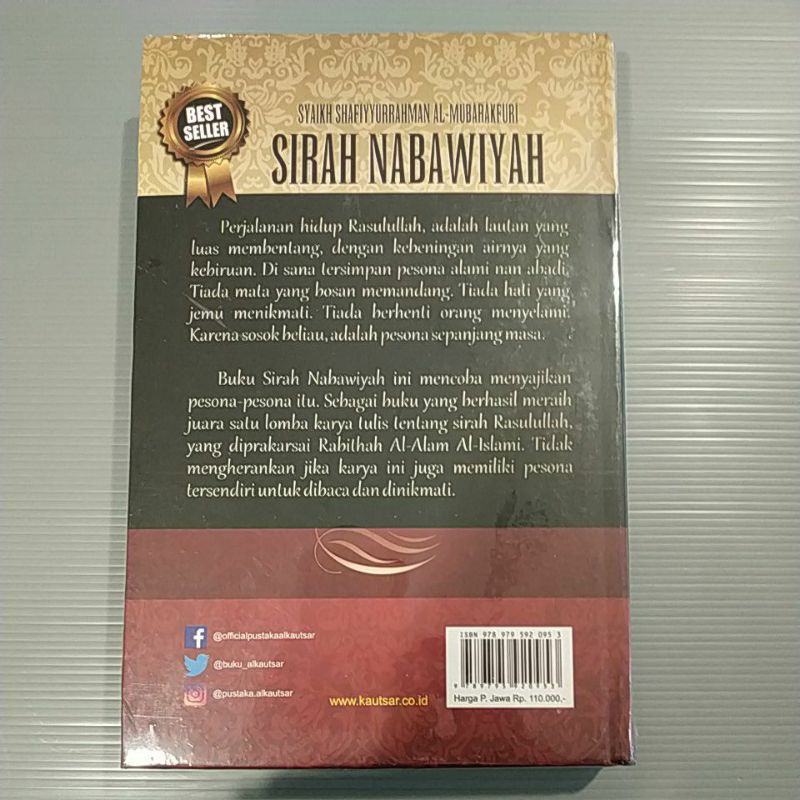 BEST
SELLER
SYAIKH SHAFIYYURRAHMAN AL-MUBARAKFURI
SIRAH NABAWIYAH
Perjalanan hidup Rasulullah, adalah lautan yang
luas membentang, dengan kebeningan airnya yang
kebiruan. Di sana tersimpan pesona alami nan abadi.
Tiada mata yang bosan memandang. Tiada hati yang
jemu menikmati. Tiada berhenti orang menyelami.
Karena sosok beliau, adalah pesona sepanjang masa.
Buku Sirah Nabawiyah ini mencoba menyajikan
pesona-pesona itu. Sebagai buku yang berhasil meraih
juara satu lomba karya tulis tentang sirah Rasulullah,
yang diprakarsai Rabithah Al-Alam Al-Islami. Tidak
mengherankan jika karya ini juga memiliki pesona
tersendiri untuk dibaca dan dinikmati.
@officialpustakaalkautsar
@buku_alkautsar
@pustaka.alkautsar
www.kautsar.co.id
ISBN 978 979 592 095 3
Harga P. Jawa Rp. 110.000,-